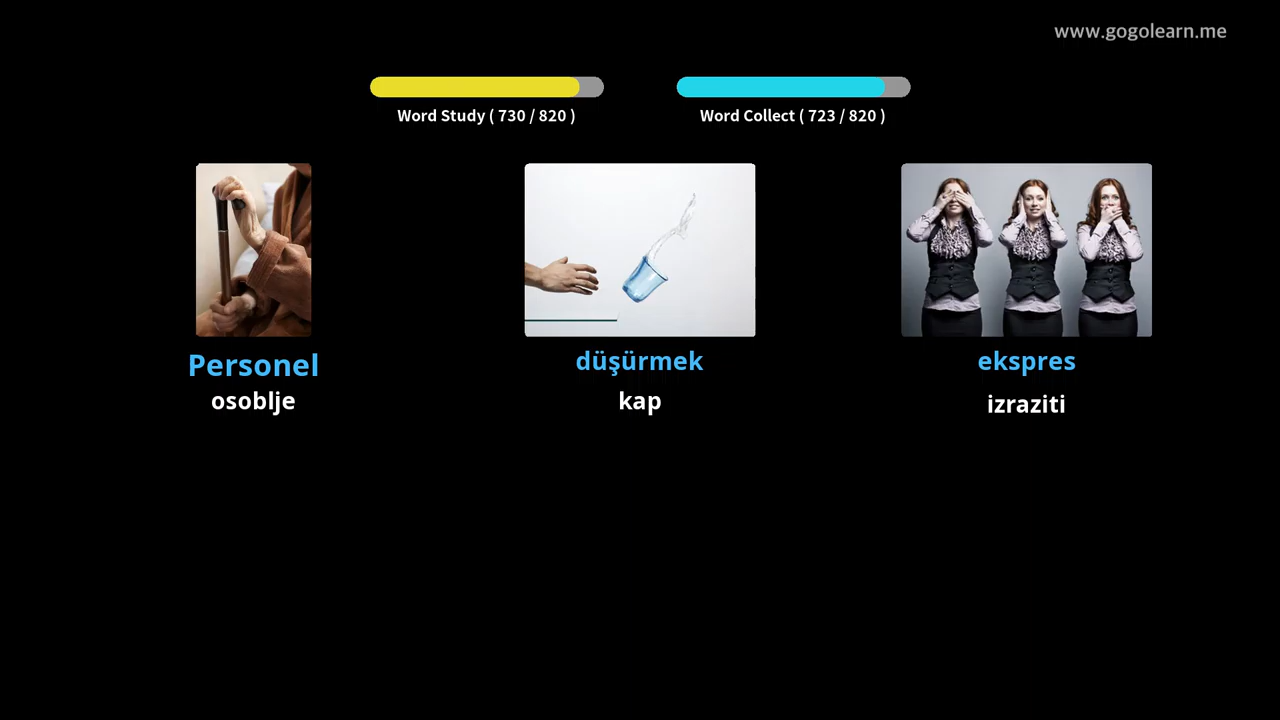 www.gogolearn.me
Word Study ( 730 / 820 )
Word Collect ( 723 / 820 )
Personel
osoblje
düşürmek
kap
ekspres
izraziti